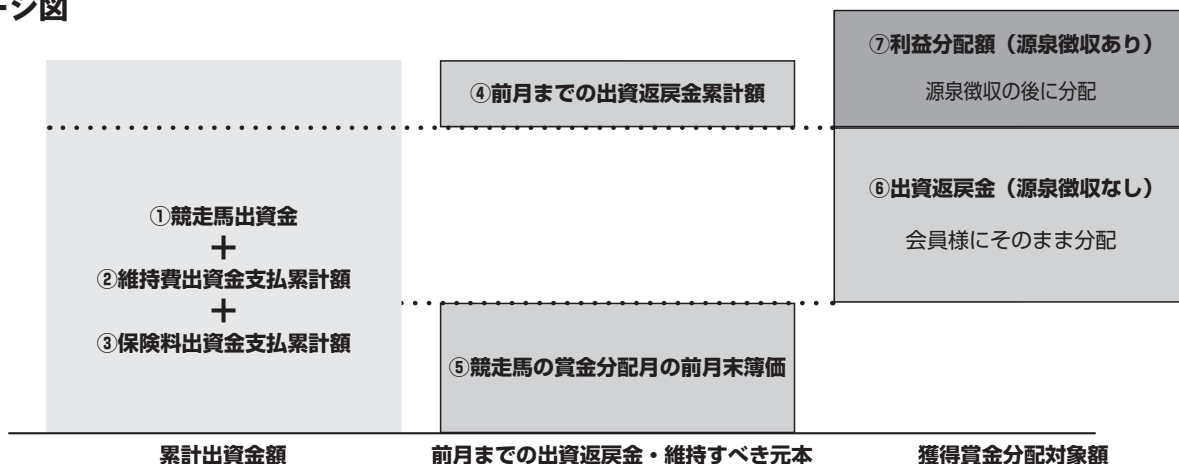 ージ図
⑦利益分配額（源泉徴収あり）
源泉徴収の後に分配
④前月までの出資返戻金累計額
⑥出資返戻金（源泉徴収なし）
会員様にそのまま分配
①競走馬出資金
＋
②維持費出資金支払累計額
＋
③保険料出資金支払累計額
⑤競走馬の賞金分配月の前月末簿価
累計出資金額
前月までの出資返戻金・維持すべき元本
獲得賞金分配対象額